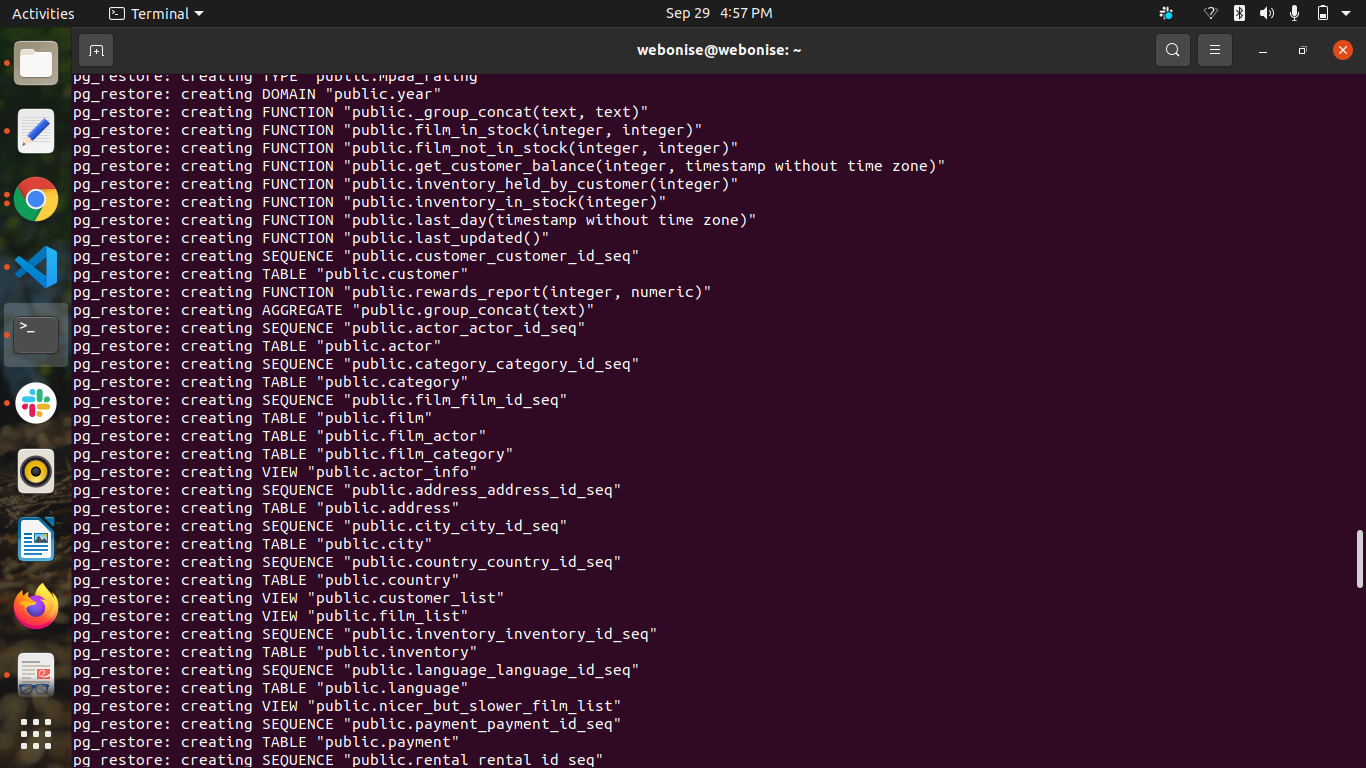 Activities
Terminal
Sep 29 4:57 PM
webonise@webonise: ~
pg_restore: creating TYPE "public.mpaa_rating"
pg_restore: creating DOMAIN "public.year"
pg_restore: creating FUNCTION "public._group_concat(text, text)"
pg_restore: creating FUNCTION "public.film_in_stock(integer, integer)"
pg_restore: creating FUNCTION "public.film_not_in_stock(integer, integer)"
pg_restore: creating FUNCTION "public.get_customer_balance(integer, timestamp without time zone)"
pg_restore: creating FUNCTION "public.inventory_held_by_customer(integer)"
pg_restore: creating FUNCTION "public.inventory_in_stock(integer)"
pg_restore: creating FUNCTION "public.last_day(timestamp without time zone)"
pg_restore: creating FUNCTION "public.last_updated()"
pg_restore: creating SEQUENCE "public.customer_customer_id_seq"
pg_restore: creating TABLE "public.customer"
pg_restore: creating FUNCTION "public.rewards_report(integer, numeric)"
pg_restore: creating AGGREGATE "public.group_concat(text)"
pg_restore: creating SEQUENCE "public.actor_actor_id_seq"
pg_restore: creating TABLE "public.actor"
pg_restore: creating SEQUENCE "public.category_category_id_seq"
pg_restore: creating TABLE "public.category"
pg_restore: creating SEQUENCE "public.film_film_id_seq"
pg_restore: creating TABLE "public.film"
pg_restore: creating TABLE "public.film_actor"
pg_restore: creating TABLE "public.film_category"
pg_restore: creating VIEW "public.actor_info"
pg_restore: creating SEQUENCE "public.address_address_id_seq"
pg_restore: creating TABLE "public.address"
pg_restore: creating SEQUENCE "public.city_city_id_seq"
pg_restore: creating TABLE "public.city"
pg_restore: creating SEQUENCE "public.country_country_id_seq"
pg_restore: creating TABLE "public.country"
pg_restore: creating VIEW "public.customer_list"
pg_restore: creating VIEW "public.film_list"
pg_restore: creating SEQUENCE "public.inventory_inventory_id_seq"
pg_restore: creating TABLE "public.inventory"
pg_restore: creating SEQUENCE "public.language_language_id_seq"
pg_restore: creating TABLE "public.language"
pg_restore: creating VIEW "public.nicer_but_slower_film_list"
pg_restore: creating SEQUENCE "public.payment_payment_id_seq"
pg_restore: creating TABLE "public.payment"
pg_restore: creating SEQUENCE "public.rental_rental_id_seq"